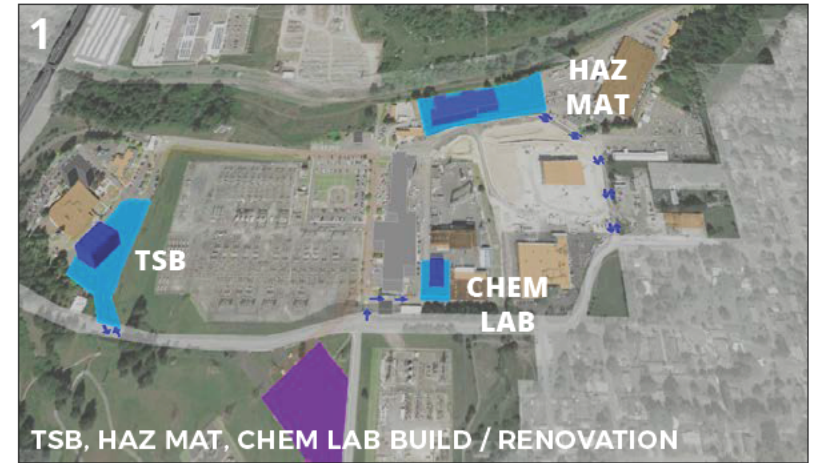 1
HAZ
MAT
TSB
CHEM
LAB
TSB, HAZ MAT, CHEM LAB BUILD / RENOVATION